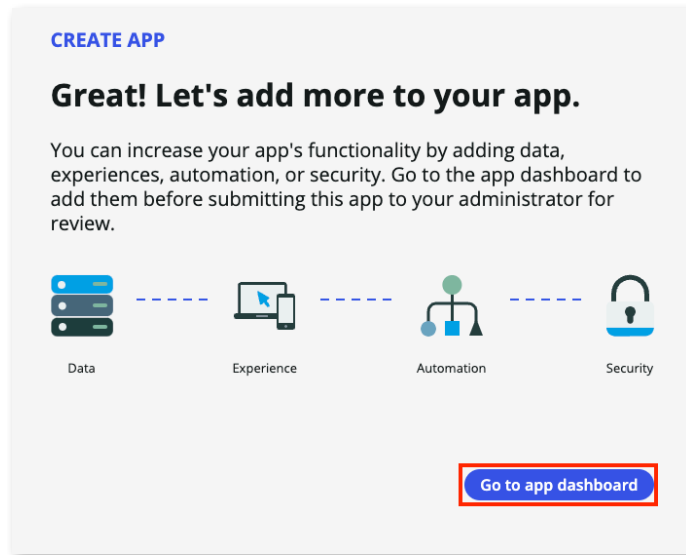 CREATE APP
Great! Let's add more to your app.
You can increase your app's functionality by adding data,
experiences, automation, or security. Go to the app dashboard to
add them before submitting this app to your administrator for
review.
Data
Experience
Automation
Security
Go to app dashboard